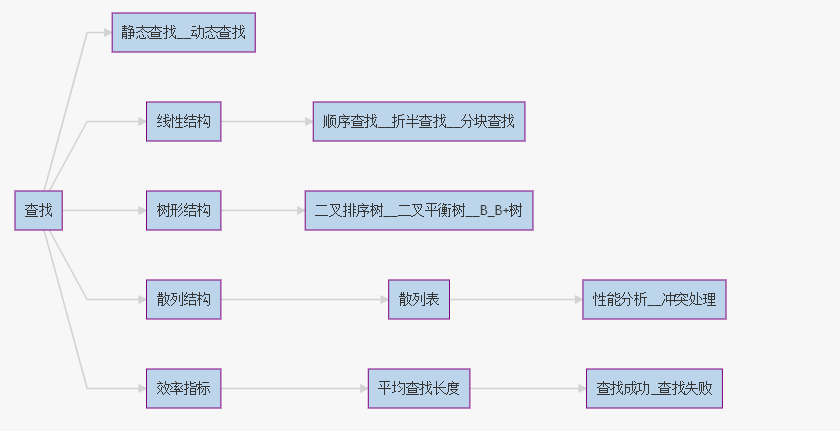 静态查找__动态查找
线性结构
顺序查找__折半查找__分块查找
查找
树形结构
二叉排序树__二叉平衡树__B_B+树
散列结构
散列表
性能分析__冲突处理
效率指标
平均查找长度
查找成功_查找失败